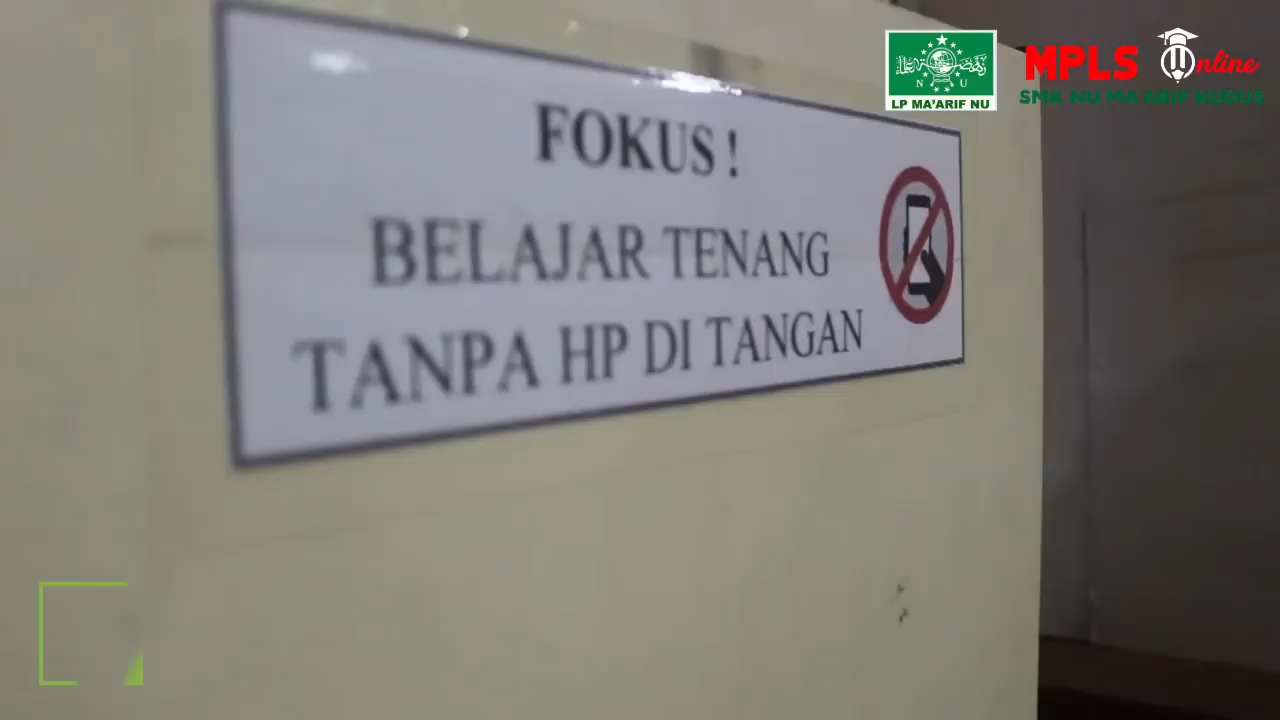 FOKUS !
BELAJAR TENANG
TANPA HP DI TANGAN
N U
LP MA'ARIF NU
MPLS Online
SMK NU MA'ARIF KUDUS